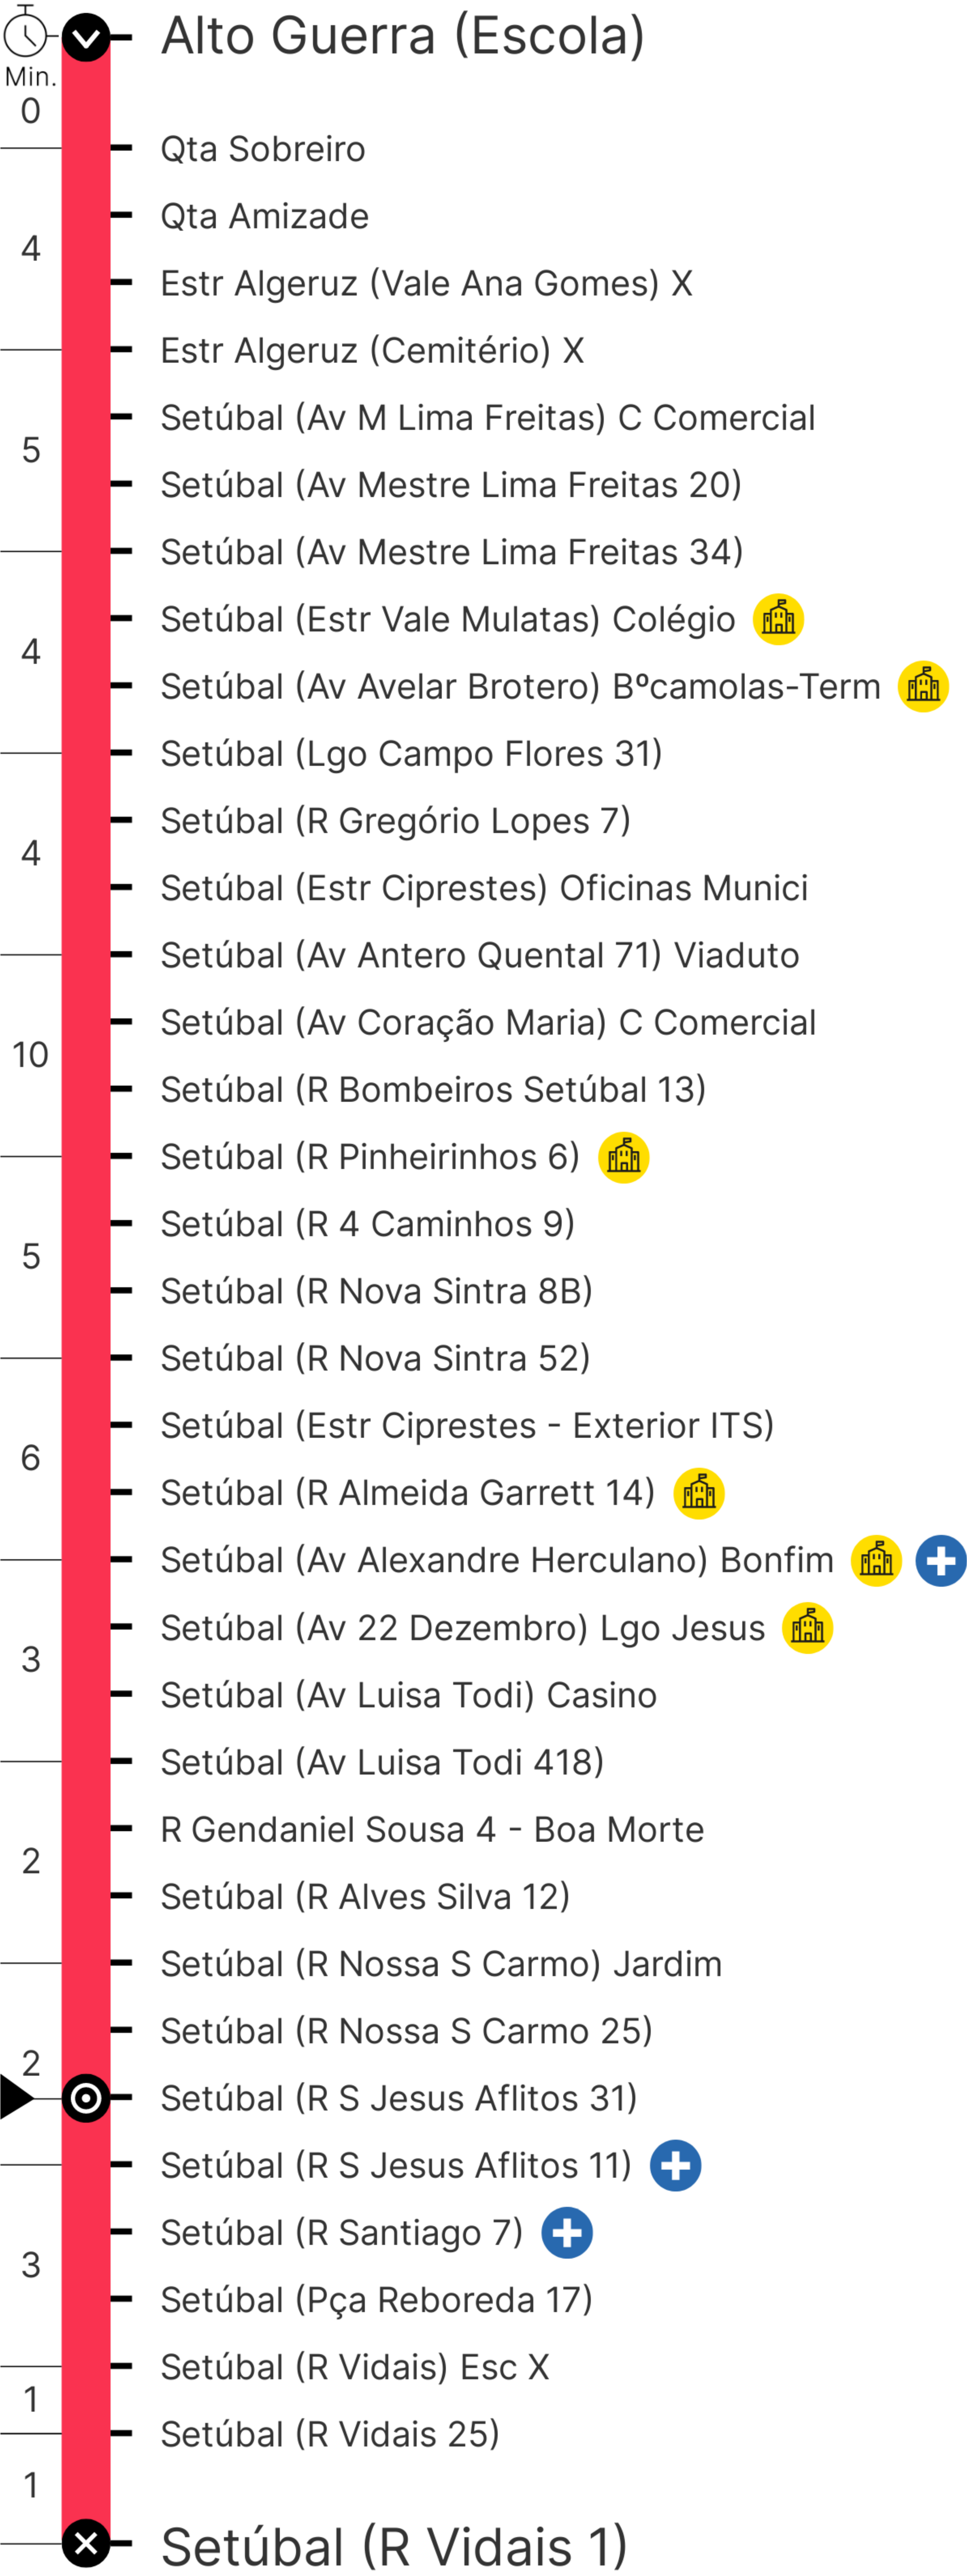 Alto Guerra (Escola)
Min.
0
Qta Sobreiro
Qta Amizade
4
Estr Algeruz (Vale Ana Gomes) X
Estr Algeruz (Cemitério) X
Setúbal (Av M Lima Freitas) C Comercial
5
Setúbal (Av Mestre Lima Freitas 20)
Setúbal (Av Mestre Lima Freitas 34)
Setúbal (Estr Vale Mulatas) Colégio
4
Setúbal (Av Avelar Brotero) Bºcamolas-Term
Setúbal (Lgo Campo Flores 31)
Setúbal (R Gregório Lopes 7)
4
Setúbal (Estr Ciprestes) Oficinas Munici
Setúbal (Av Antero Quental 71) Viaduto
Setúbal (Av Coração Maria) C Comercial
10
Setúbal (R Bombeiros Setúbal 13)
Setúbal (R Pinheirinhos 6)
Setúbal (R 4 Caminhos 9)
5
Setúbal (R Nova Sintra 8B)
Setúbal (R Nova Sintra 52)
Setúbal (Estr Ciprestes - Exterior ITS)
6
Setúbal (R Almeida Garrett 14)
Setúbal (Av Alexandre Herculano) Bonfim
Setúbal (Av 22 Dezembro) Lgo Jesus
3
Setúbal (Av Luisa Todi) Casino
Setúbal (Av Luisa Todi 418)
R Gendaniel Sousa 4 - Boa Morte
2
Setúbal (R Alves Silva 12)
Setúbal (R Nossa S Carmo) Jardim
Setúbal (R Nossa S Carmo 25)
2
Setúbal (R S Jesus Aflitos 31)
Setúbal (R S Jesus Aflitos 11)
Setúbal (R Santiago 7)
3
Setúbal (Pça Reboreda 17)
Setúbal (R Vidais) Esc X
1
Setúbal (R Vidais 25)
1
Setúbal (R Vidais 1)